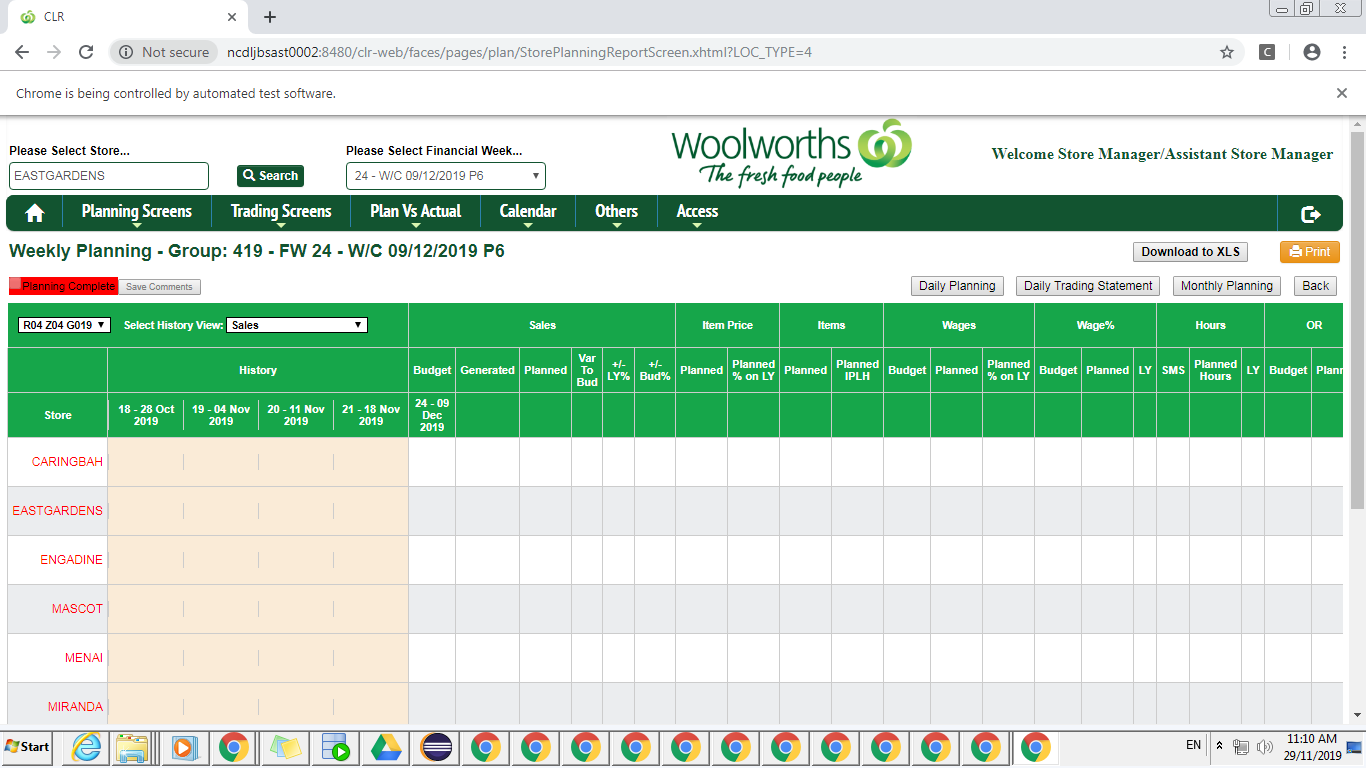 CLR
Not secure ncdljbsast0002:8480/clr-web/faces/pages/plan/StorePlanningReportScreen.xhtml?LOC_TYPE=4
C
Chrome is being controlled by automated test software.
Please Select Store...
EASTGARDENS
Search
Please Select Financial Week...
24 - W/C 09/12/2019 P6
Woolworths
The fresh food people
Welcome Store Manager/Assistant Store Manager
Planning Screens Trading Screens Plan Vs Actual Calendar Others Access
Weekly Planning - Group: 419 - FW 24 - W/C 09/12/2019 P6
Download to XLS Print
Planning Complete Save Comments
Daily Planning Daily Trading Statement Monthly Planning Back
R04 Z04 G019 Select History View: Sales Sales Item Price Items Wages Wage% Hours OR
History Budget Generated Planned Var To Bud +/- LY% +/- Bud% Planned Planned % on LY Planned Planned IPLH Budget Planned Planned % on LY Budget Planned LY SMS Planned Hours LY Budget Plann
Store 18 - 28 Oct 2019 19 - 04 Nov 2019 20 - 11 Nov 2019 21 - 18 Nov 2019 24 - 09 Dec 2019
CARINGBAH
EASTGARDENS
ENGADINE
MASCOT
MENAI
MIRANDA
Start
EN
11:10 AM
29/11/2019